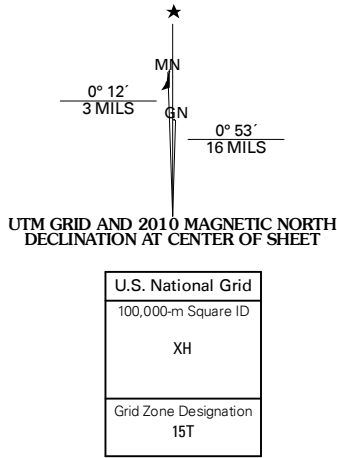 MN
0° 12´
3 MILS
GN
0° 53´
16 MILS
UTM GRID AND 2010 MAGNETIC NORTH
DECLINATION AT CENTER OF SHEET
U.S. National Grid
100,000-m Square ID
XH
Grid Zone Designation
15T